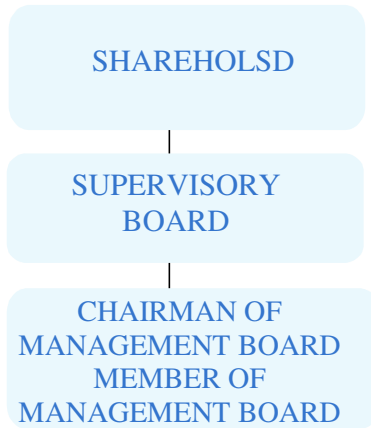 SHAREHOLSD
SUPERVISORY
BOARD
CHAIRMAN OF
MANAGEMENT BOARD
MEMBER OF
MANAGEMENT BOARD